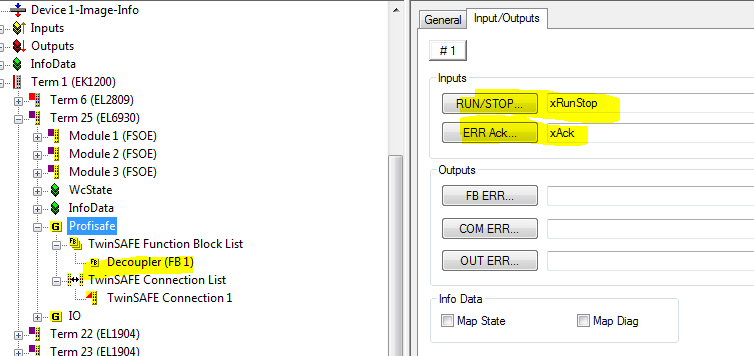 Device 1-Image-Info
Inputs
Outputs
InfoData
Term 1 (EK1200)
Term 6 (EL2809)
Term 25 (EL6930)
Module 1 (FSOE)
Module 2 (FSOE)
Module 3 (FSOE)
WcState
InfoData
Profisafe
TwinSAFE Function Block List
Decoupler (FB 1)
TwinSAFE Connection List
TwinSAFE Connection 1
IO
Term 22 (EL1904)
Term 23 (EL1904)
General Input/Outputs
# 1
Inputs
RUN/STOP... xRunStop
ERR Ack... xAck
Outputs
FB ERR...
COM ERR...
OUT ERR...
Info Data
Map State Map Diag